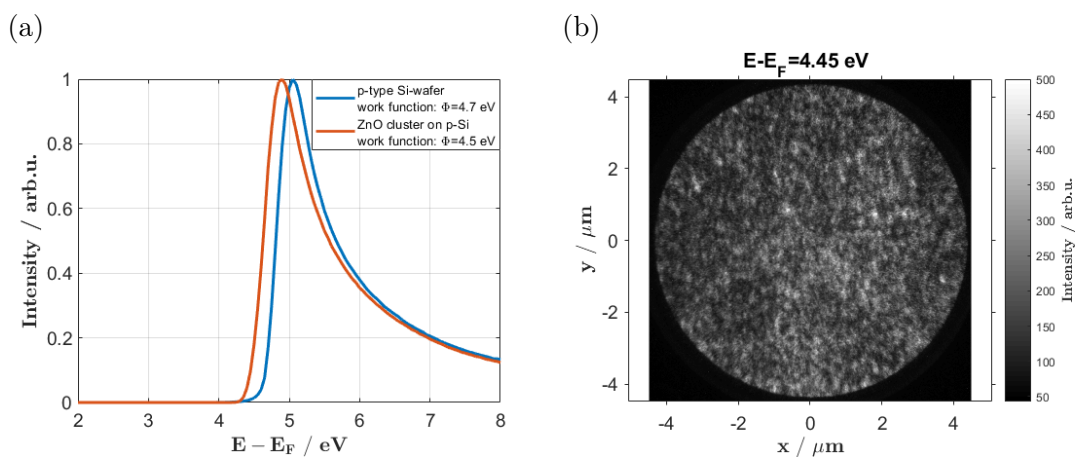 (a)
(b)
p-type Si-wafer
work function: Φ=4.7 eV
ZnO cluster on p-Si
work function: Φ=4.5 eV
Intensity / arb.u.
1
0.8
0.6
0.4
0.2
0
2 3 4 5 6 7 8
E − E_F / eV
E-E_F=4.45 eV
y / μm
4
2
0
-2
-4
-4 -2 0 2 4
x / μm
500
450
400
350
300
250
200
150
100
50
Intensity / arb.u.